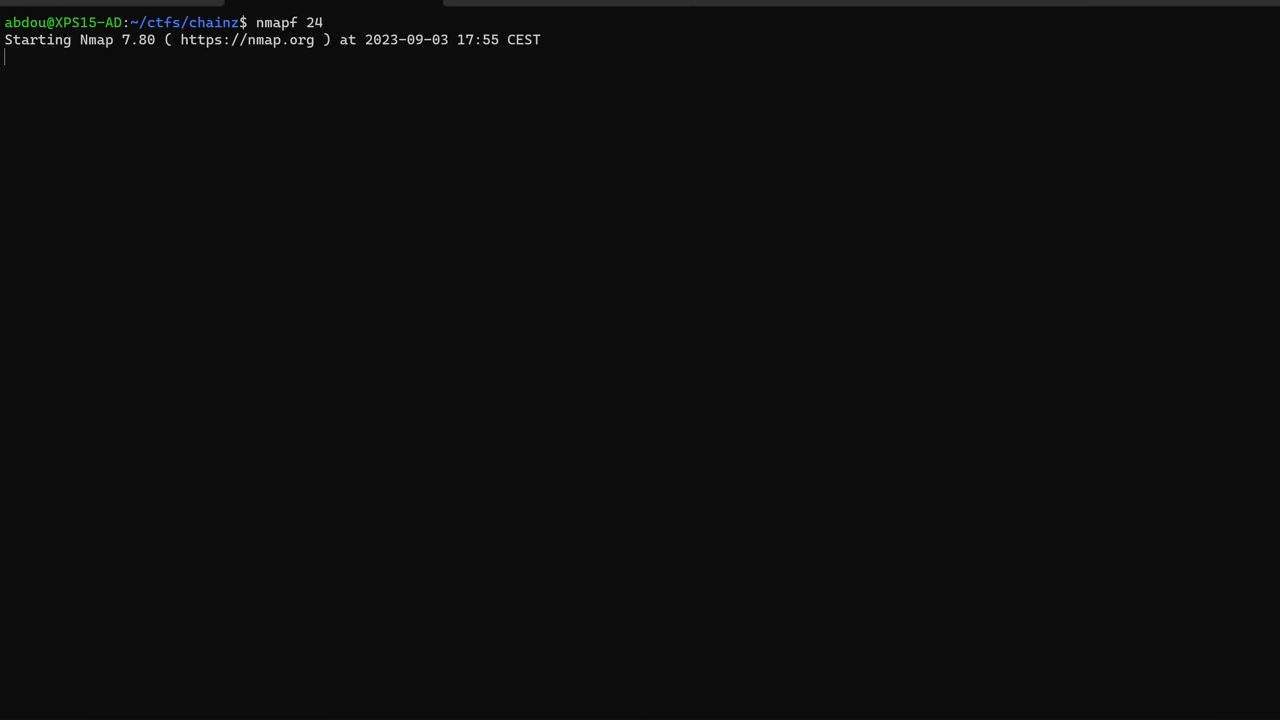 abdou@XPS15-AD:~/ctfs/chainz$ nmapf 24
Starting Nmap 7.80 ( https://nmap.org ) at 2023-09-03 17:55 CEST